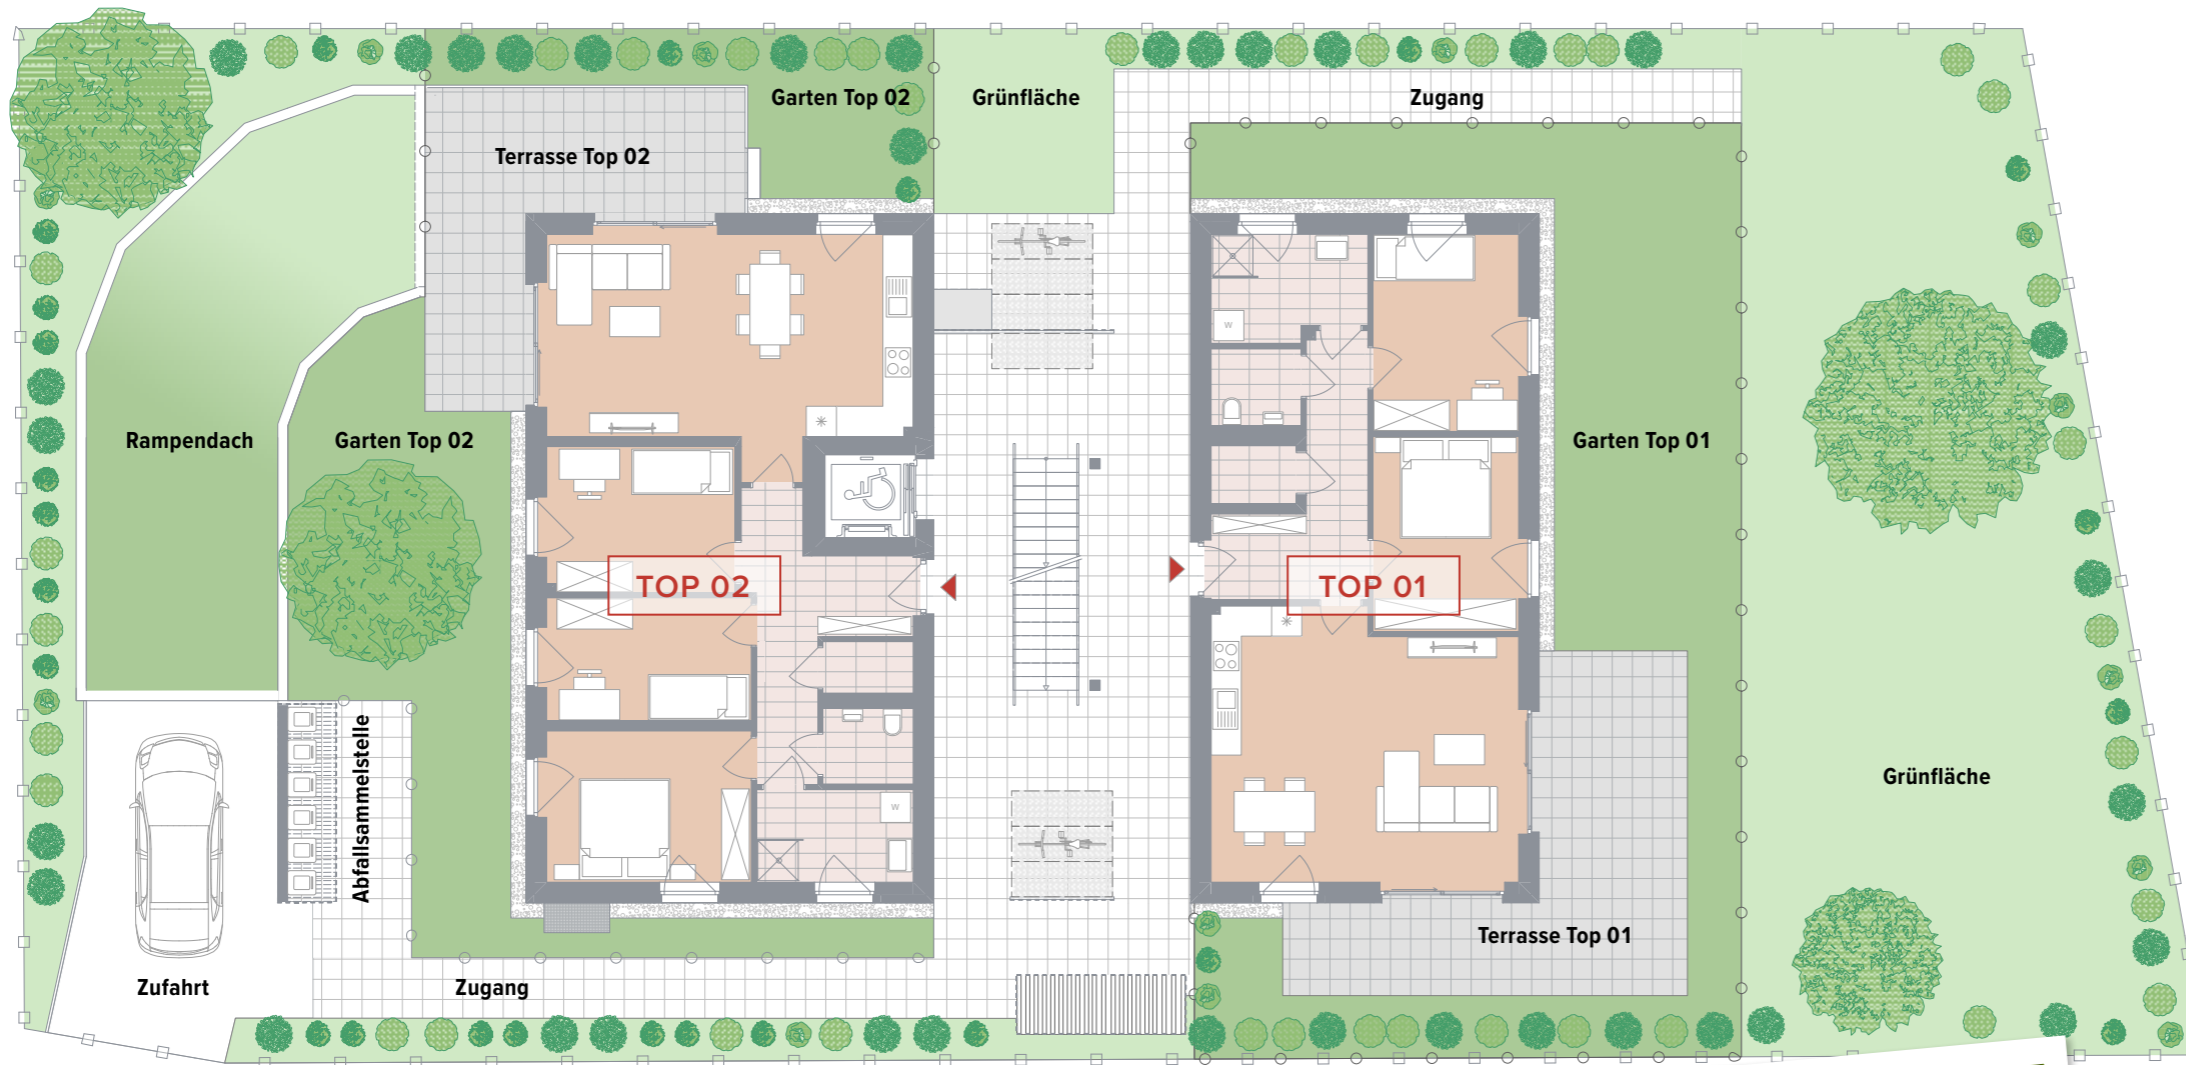 Garten Top 02
Grünfläche
Zugang
Terrasse Top 02
W
Rampendach
Garten Top 02
Garten Top 01
TOP 02
TOP 01
Abfallsammelstelle
Grünfläche
W
Terrasse Top 01
Zufahrt
Zugang